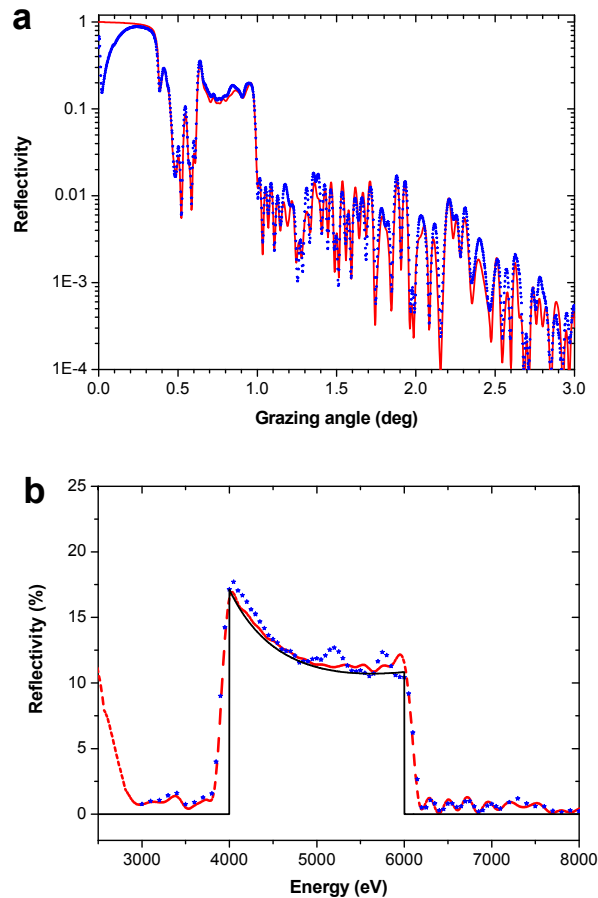 a
1
0.1
0.01
1E-3
1E-4
Reflectivity
0.0 0.5 1.0 1.5 2.0 2.5 3.0
Grazing angle (deg)
b
25
20
15
10
5
0
Reflectivity (%)
3000 4000 5000 6000 7000 8000
Energy (eV)